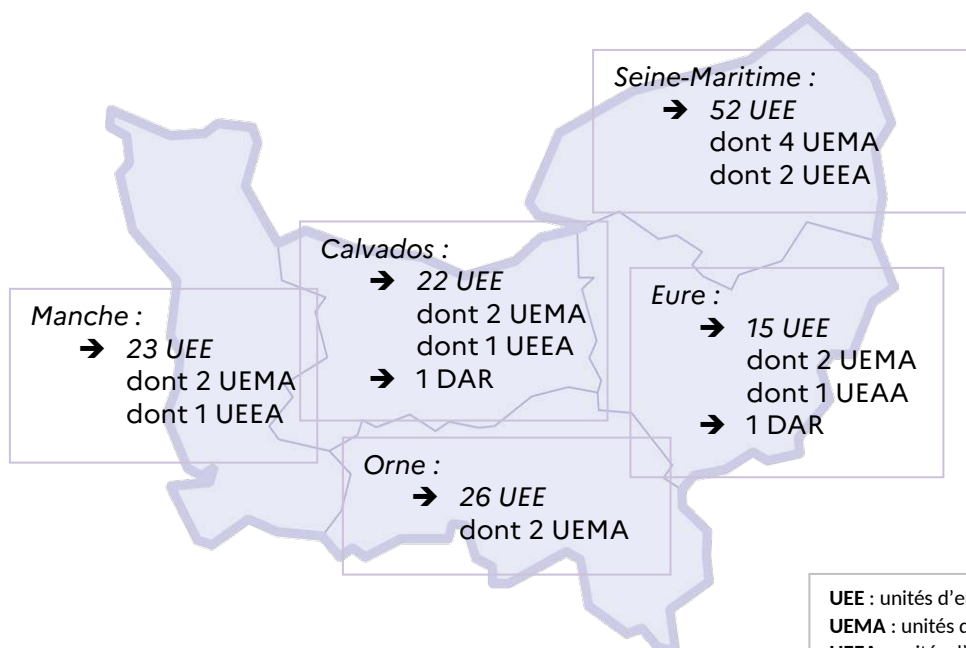 Seine-Maritime :
➔ 52 UEE
dont 4 UEMA
dont 2 UEEA
Calvados :
➔ 22 UEE
dont 2 UEMA
dont 1 UEEA
➔ 1 DAR
Eure :
➔ 15 UEE
dont 2 UEMA
dont 1 UEAA
➔ 1 DAR
Manche :
➔ 23 UEE
dont 2 UEMA
dont 1 UEEA
Orne :
➔ 26 UEE
dont 2 UEMA
UEE : unités
UEMA : unités